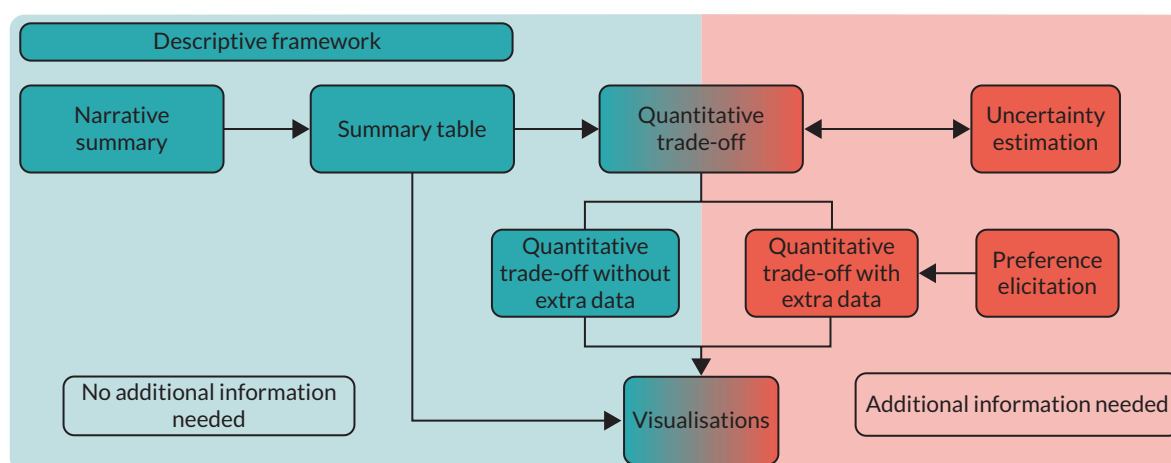 Descriptive framework
Narrative
summary
Summary table
Quantitative
trade-off
Uncertainty
estimation
Quantitative
trade-off without
extra data
Quantitative
trade-off with
extra data
Preference
elicitation
No additional information
needed
Visualisations
Additional information needed